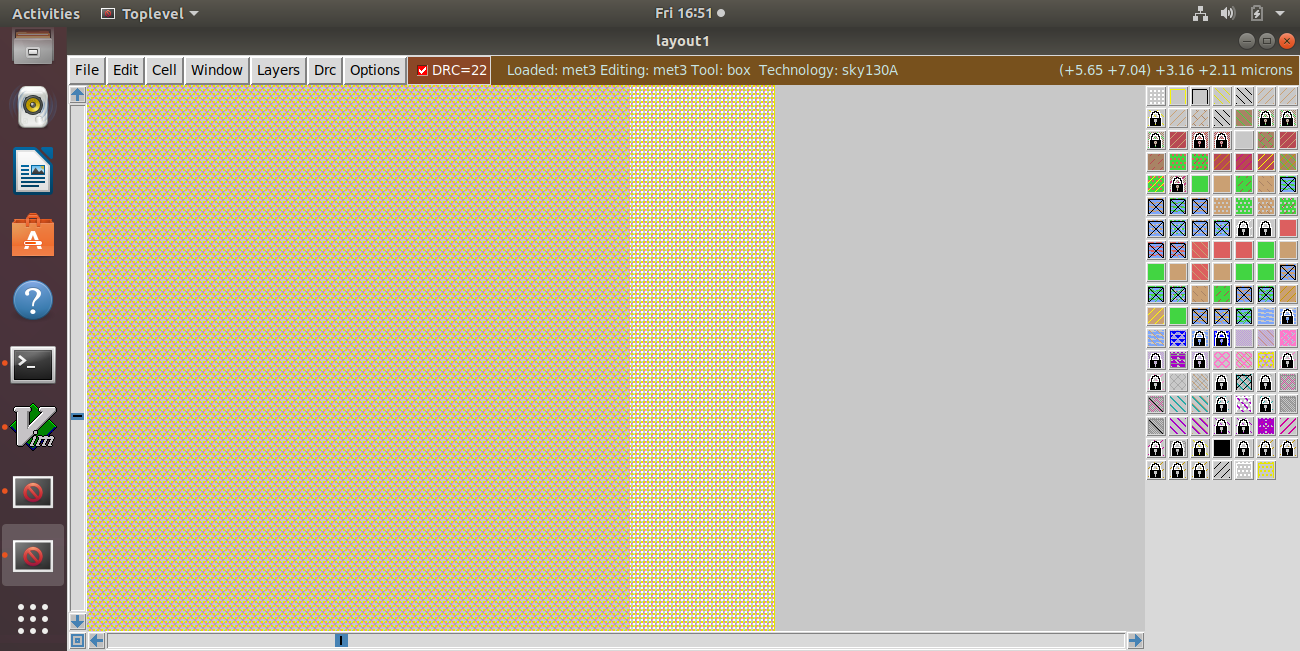 Activities Toplevel Fri 16:51
layout1
File Edit Cell Window Layers Drc Options DRC=22 Loaded: met3 Editing: met3 Tool: box Technology: sky130A (+5.65 +7.04) +3.16 +2.11 microns
A
?
>_
Vim